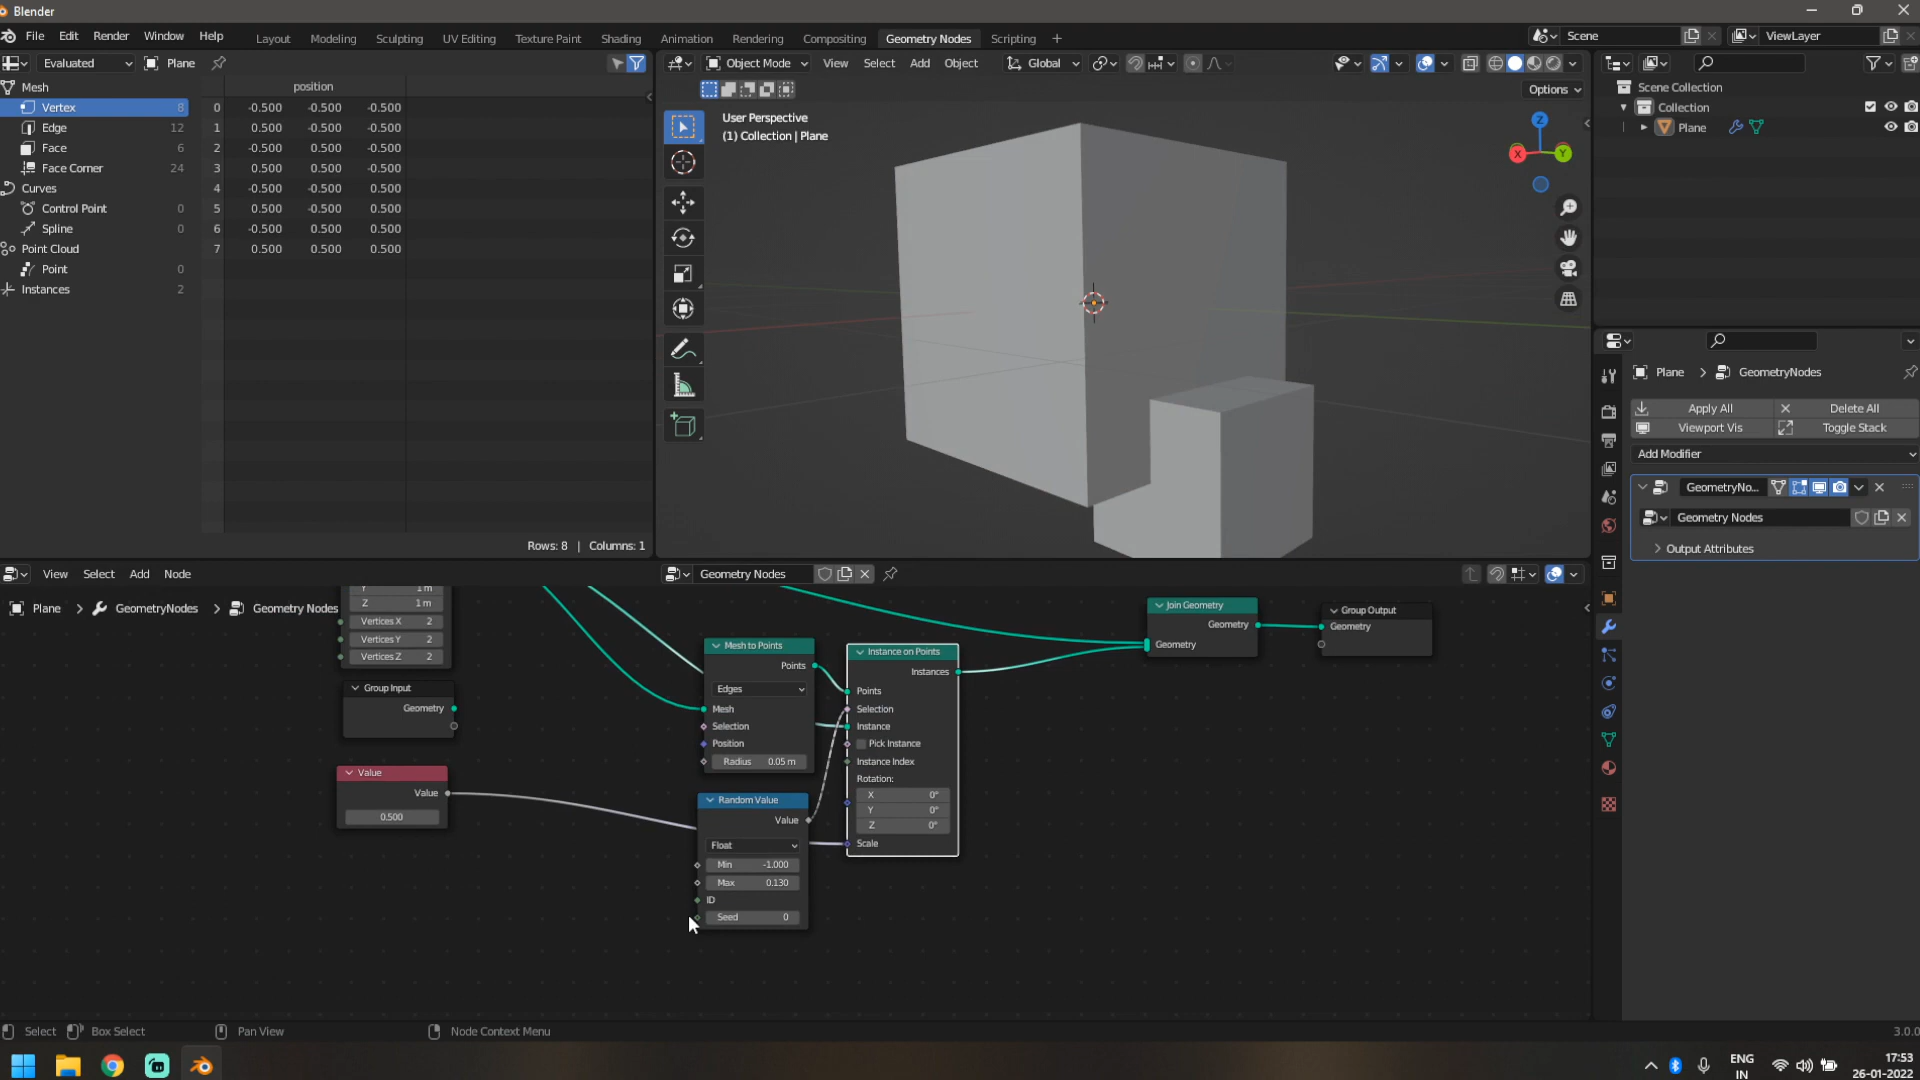 Blender
File Edit Render Window Help
Layout Modeling Sculpting UV Editing Texture Paint Shading Animation Rendering Compositing Geometry Nodes Scripting +
Scene
ViewLayer
Evaluated
Plane
Mesh
Vertex 8
Edge 12
Face 6
Face Corner 24
Curves
Control Point 0
Spline 0
Point Cloud
Point 0
Instances 2
position
0 -0.500 -0.500 -0.500
1 0.500 -0.500 -0.500
2 -0.500 0.500 -0.500
3 0.500 0.500 -0.500
4 -0.500 -0.500 0.500
5 0.500 -0.500 0.500
6 -0.500 0.500 0.500
7 0.500 0.500 0.500
Rows: 8 | Columns: 1
Object Mode View Select Add Object Global
Options
User Perspective
(1) Collection | Plane
Z
X
Y
Scene Collection
Collection
Plane
Plane > GeometryNodes
Apply All
Delete All
Viewport Vis
Toggle Stack
Add Modifier
GeometryNo...
Geometry Nodes
Output Attributes
View Select Add Node
Geometry Nodes
Plane > GeometryNodes > Geometry Nodes
Y 1 m
Z 1 m
Vertices X 2
Vertices Y 2
Vertices Z 2
Group Input
Geometry
Value
Value
0.500
Mesh to Points
Points
Edges
Mesh
Selection
Position
Radius 0.05 m
Random Value
Value
Float
Min -1.000
Max 0.130
ID
Seed 0
Instance on Points
Instances
Points
Selection
Instance
Pick Instance
Instance Index
Rotation:
X 0°
Y 0°
Z 0°
Scale
Join Geometry
Geometry
Geometry
Group Output
Geometry
Select
Box Select
Pan View
Node Context Menu
3.0.0
ENG
IN
17:53
26-01-2022